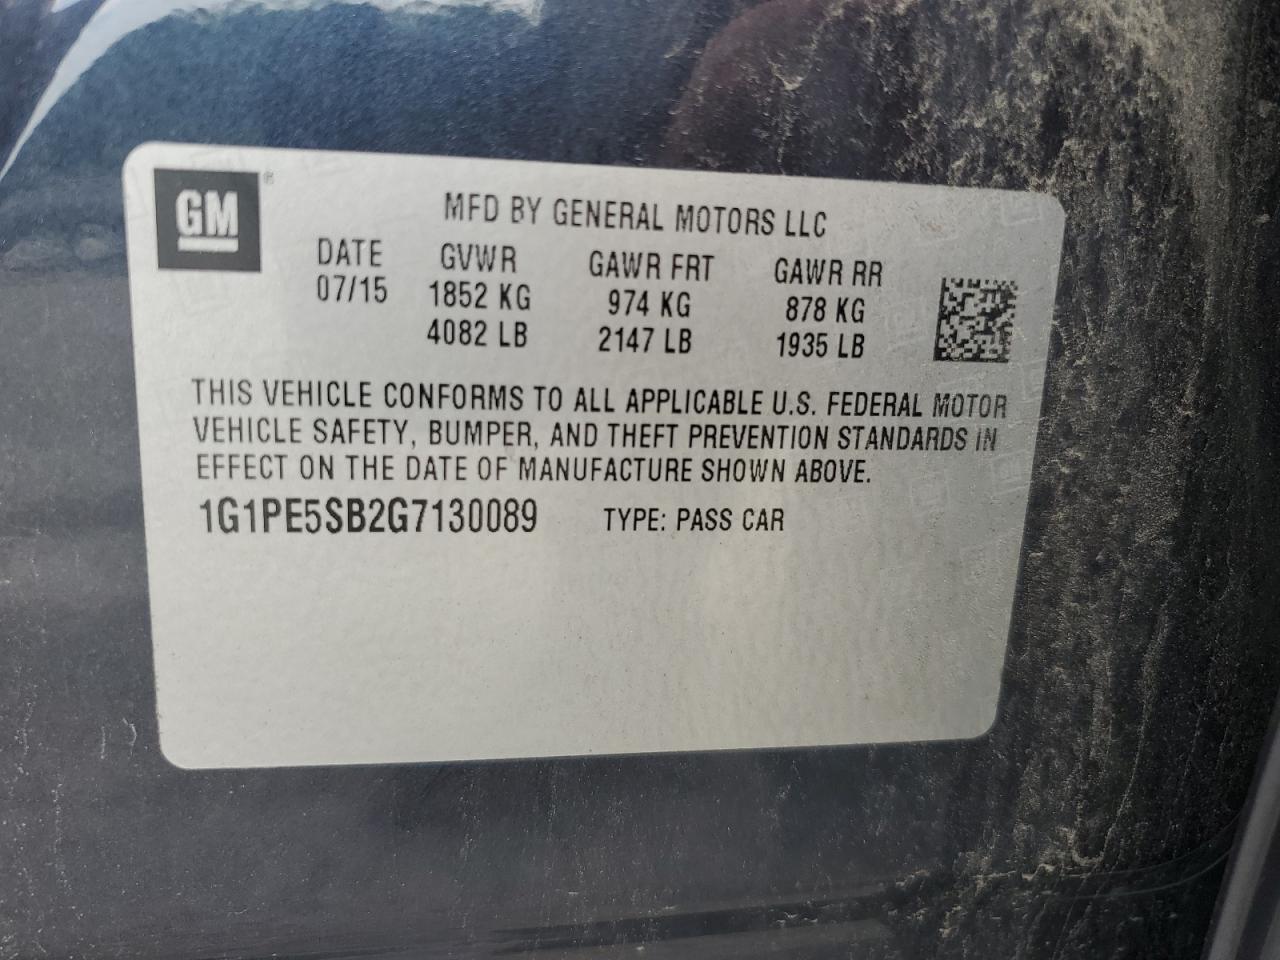 GM
MFD BY GENERAL MOTORS LLC
DATE GVWR GAWR FRT GAWR RR
07/15 1852 KG 974 KG 878 KG
4082 LB 2147 LB 1935 LB
THIS VEHICLE CONFORMS TO ALL APPLICABLE U.S. FEDERAL MOTOR
VEHICLE SAFETY, BUMPER, AND THEFT PREVENTION STANDARDS IN
EFFECT ON THE DATE OF MANUFACTURE SHOWN ABOVE.
1G1PE5SB2G7130089 TYPE: PASS CAR